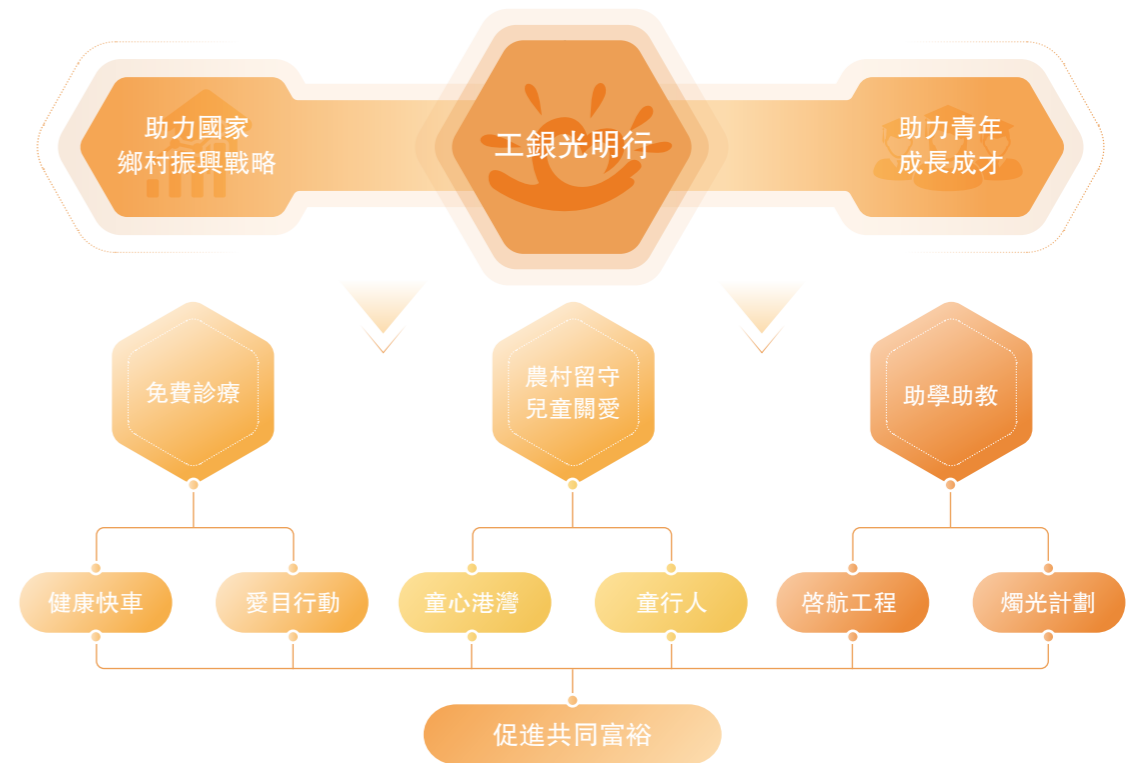 助力國家
鄉村振興戰略
工銀光明行
助力青年
成長成才
免費診療
農村留守
兒童關愛
助學助教
健康快車
愛目行動
童心港灣
童行人
啓航工程
燭光計劃
促進共同富裕